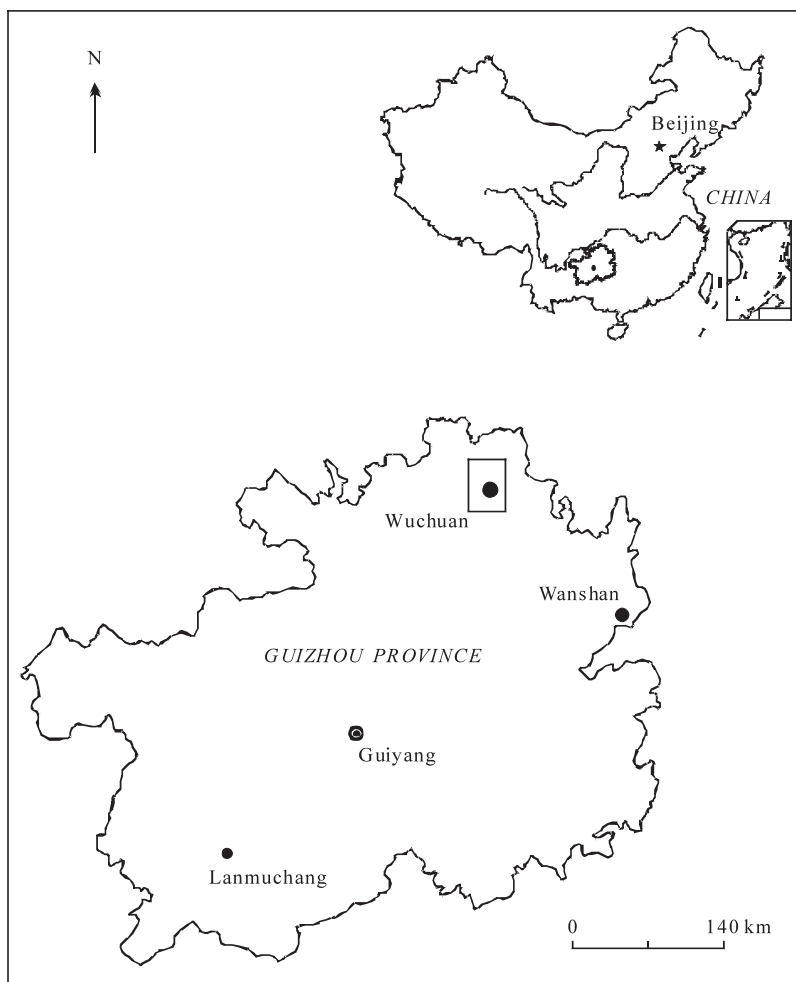 N
Beijing
CHINA
Wuchuan
Wanshan
GUIZHOU PROVINCE
Guiyang
Lanmuchang
0 140 km